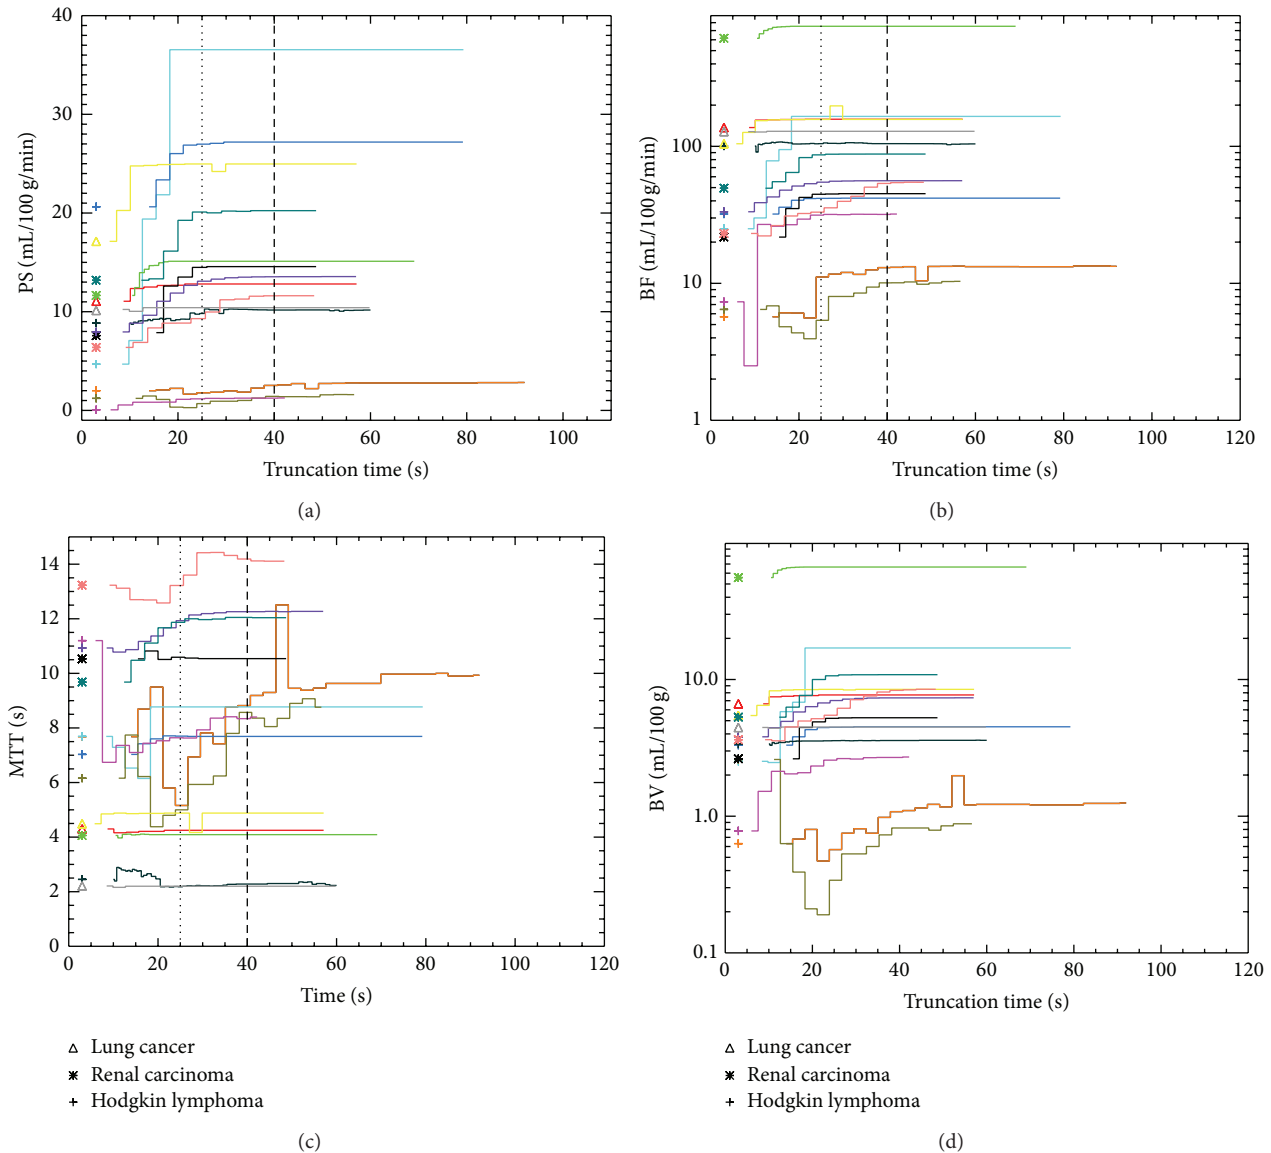 40
30
20
10
0
PS (mL/100 g/min)
0 20 40 60 80 100
Truncation time (s)
(a)
100
10
1
BF (mL/100 g/min)
0 20 40 60 80 100 120
Truncation time (s)
(b)
14
12
10
8
6
4
2
0
MTT (s)
0 20 40 60 80 100 120
Time (s)
Lung cancer
Renal carcinoma
Hodgkin lymphoma
(c)
10.0
1.0
0.1
BV (mL/100 g)
0 20 40 60 80 100 120
Truncation time (s)
Lung cancer
Renal carcinoma
Hodgkin lymphoma
(d)